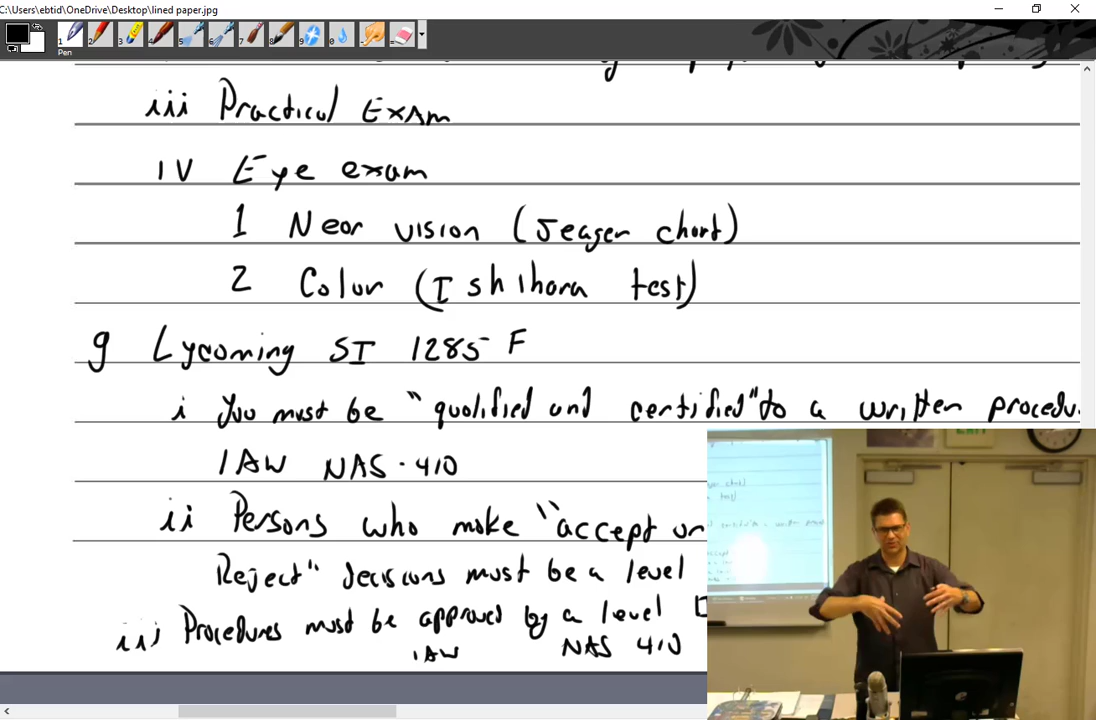 C:\Users\ebtid\OneDrive\Desktop\lined paper.jpg
Pen
iii Practical Exam
IV Eye exam
1 Near vision (Jeager chart)
2 Color (Ishihara test)
g Lycoming SI 1285 F
i You must be "qualified and certified" to a written procedu
IAW NAS-410
ii Persons who make "accept or
Reject" decisions must be a level
iii Procedures must be approved by a level
IAW NAS 410
EXIT